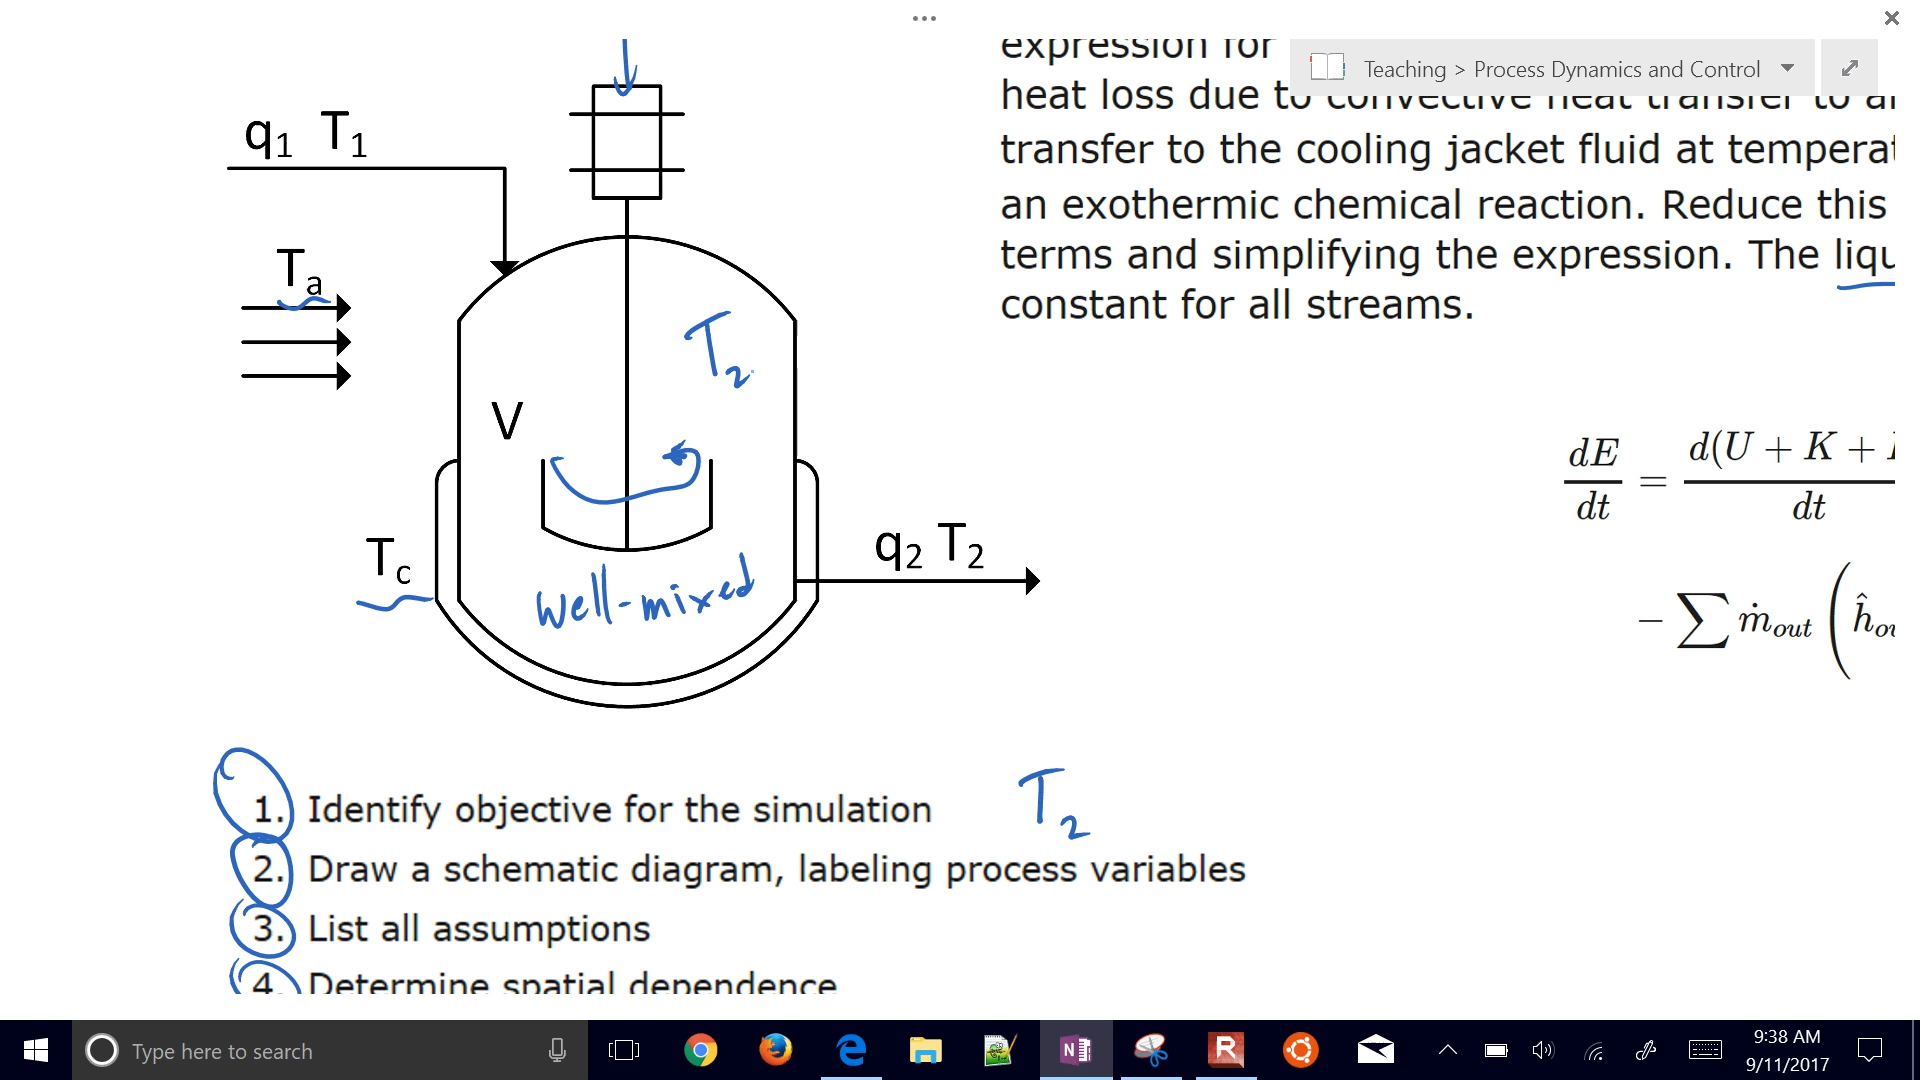 expression for
Teaching > Process Dynamics and Control
heat loss due to convective heat transfer to
transfer to the cooling jacket fluid at
an exothermic chemical reaction. Reduce this
terms and simplifying the expression. The
constant for all streams.
q1 T1
Ta
T2
V
Tc
q2 T2
well-mixed
dE/dt = d(U + K +
dt
− ∑ ṁout (ĥ
1. Identify objective for the simulation T2
2. Draw a schematic diagram, labeling process variables
3. List all assumptions
4. Determine spatial dependence
Type here to search
9:38 AM
9/11/2017